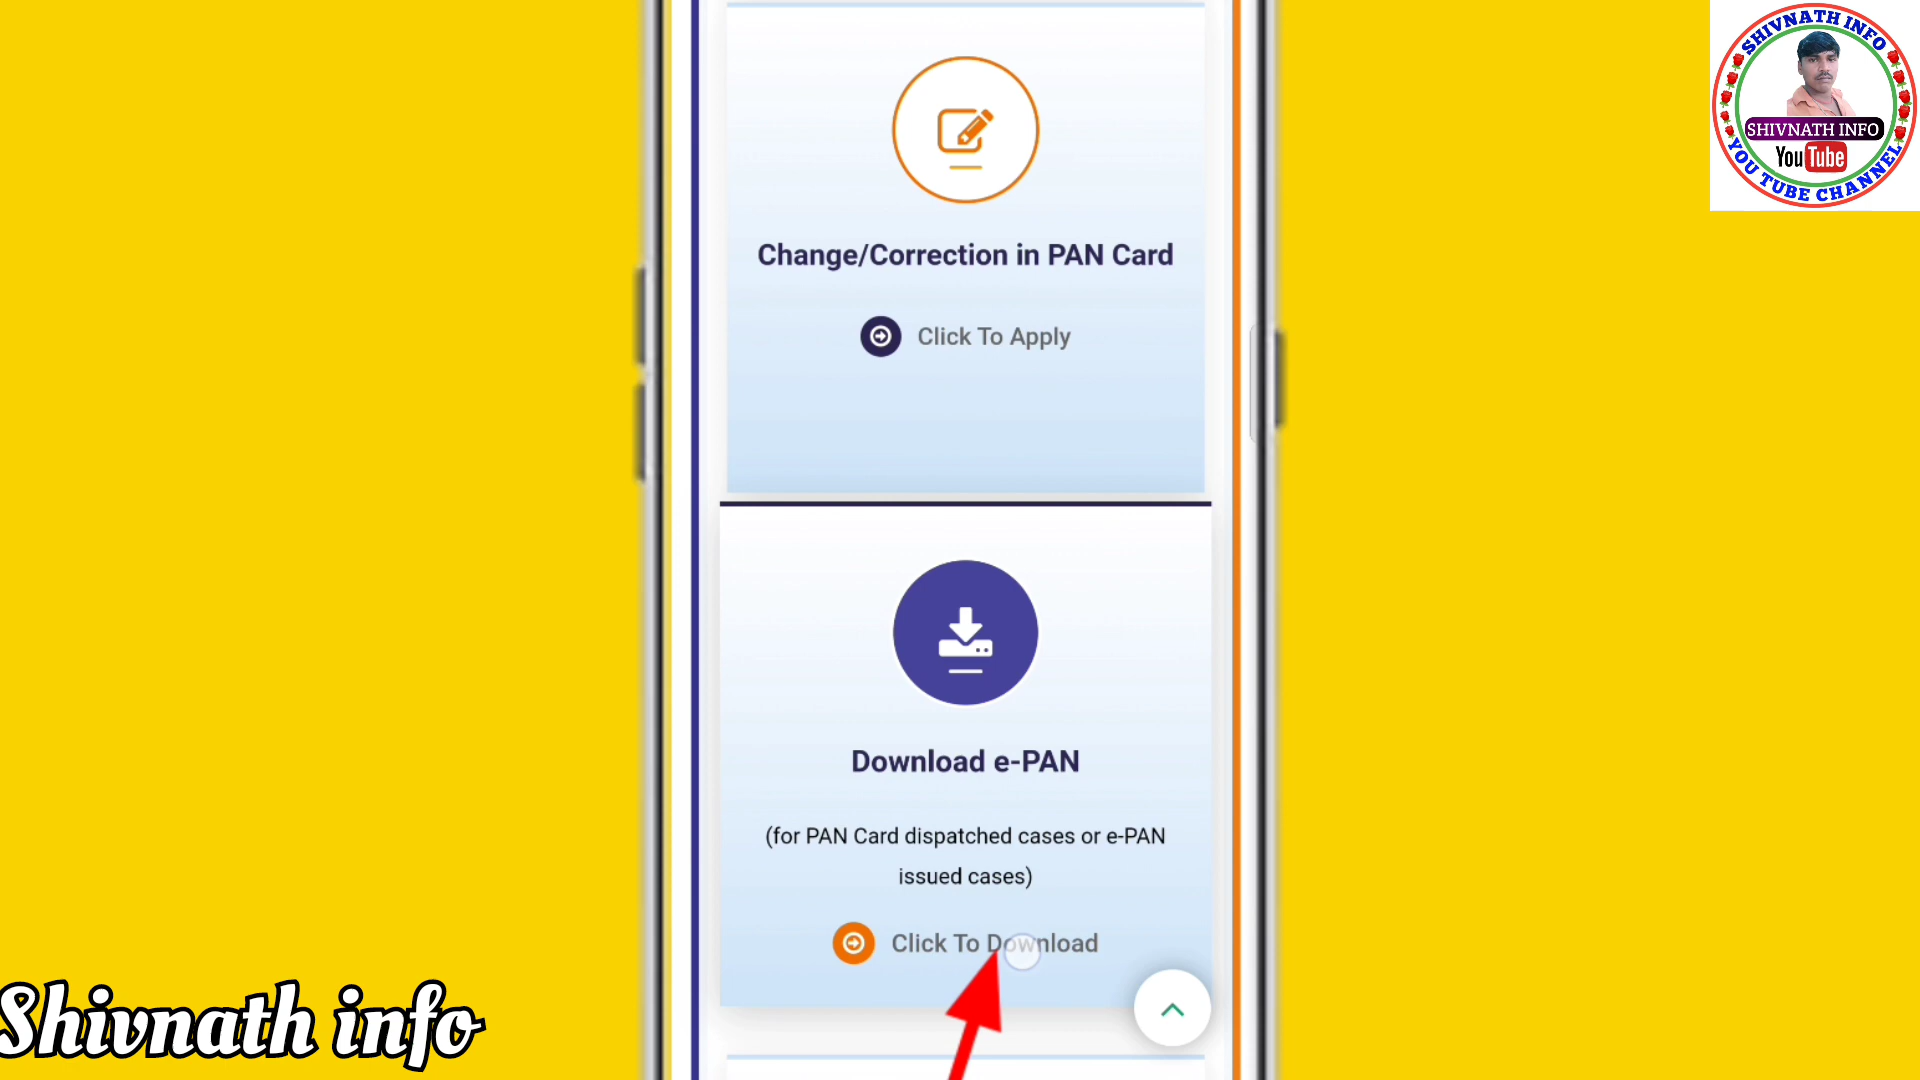 SHIVNATH INFO
SHIVNATH INFO
YouTube
YOU TUBE CHANNEL
Change/Correction in PAN Card
Click To Apply
Download e-PAN
(for PAN Card dispatched cases or e-PAN
issued cases)
Click To Download
Shivnath info